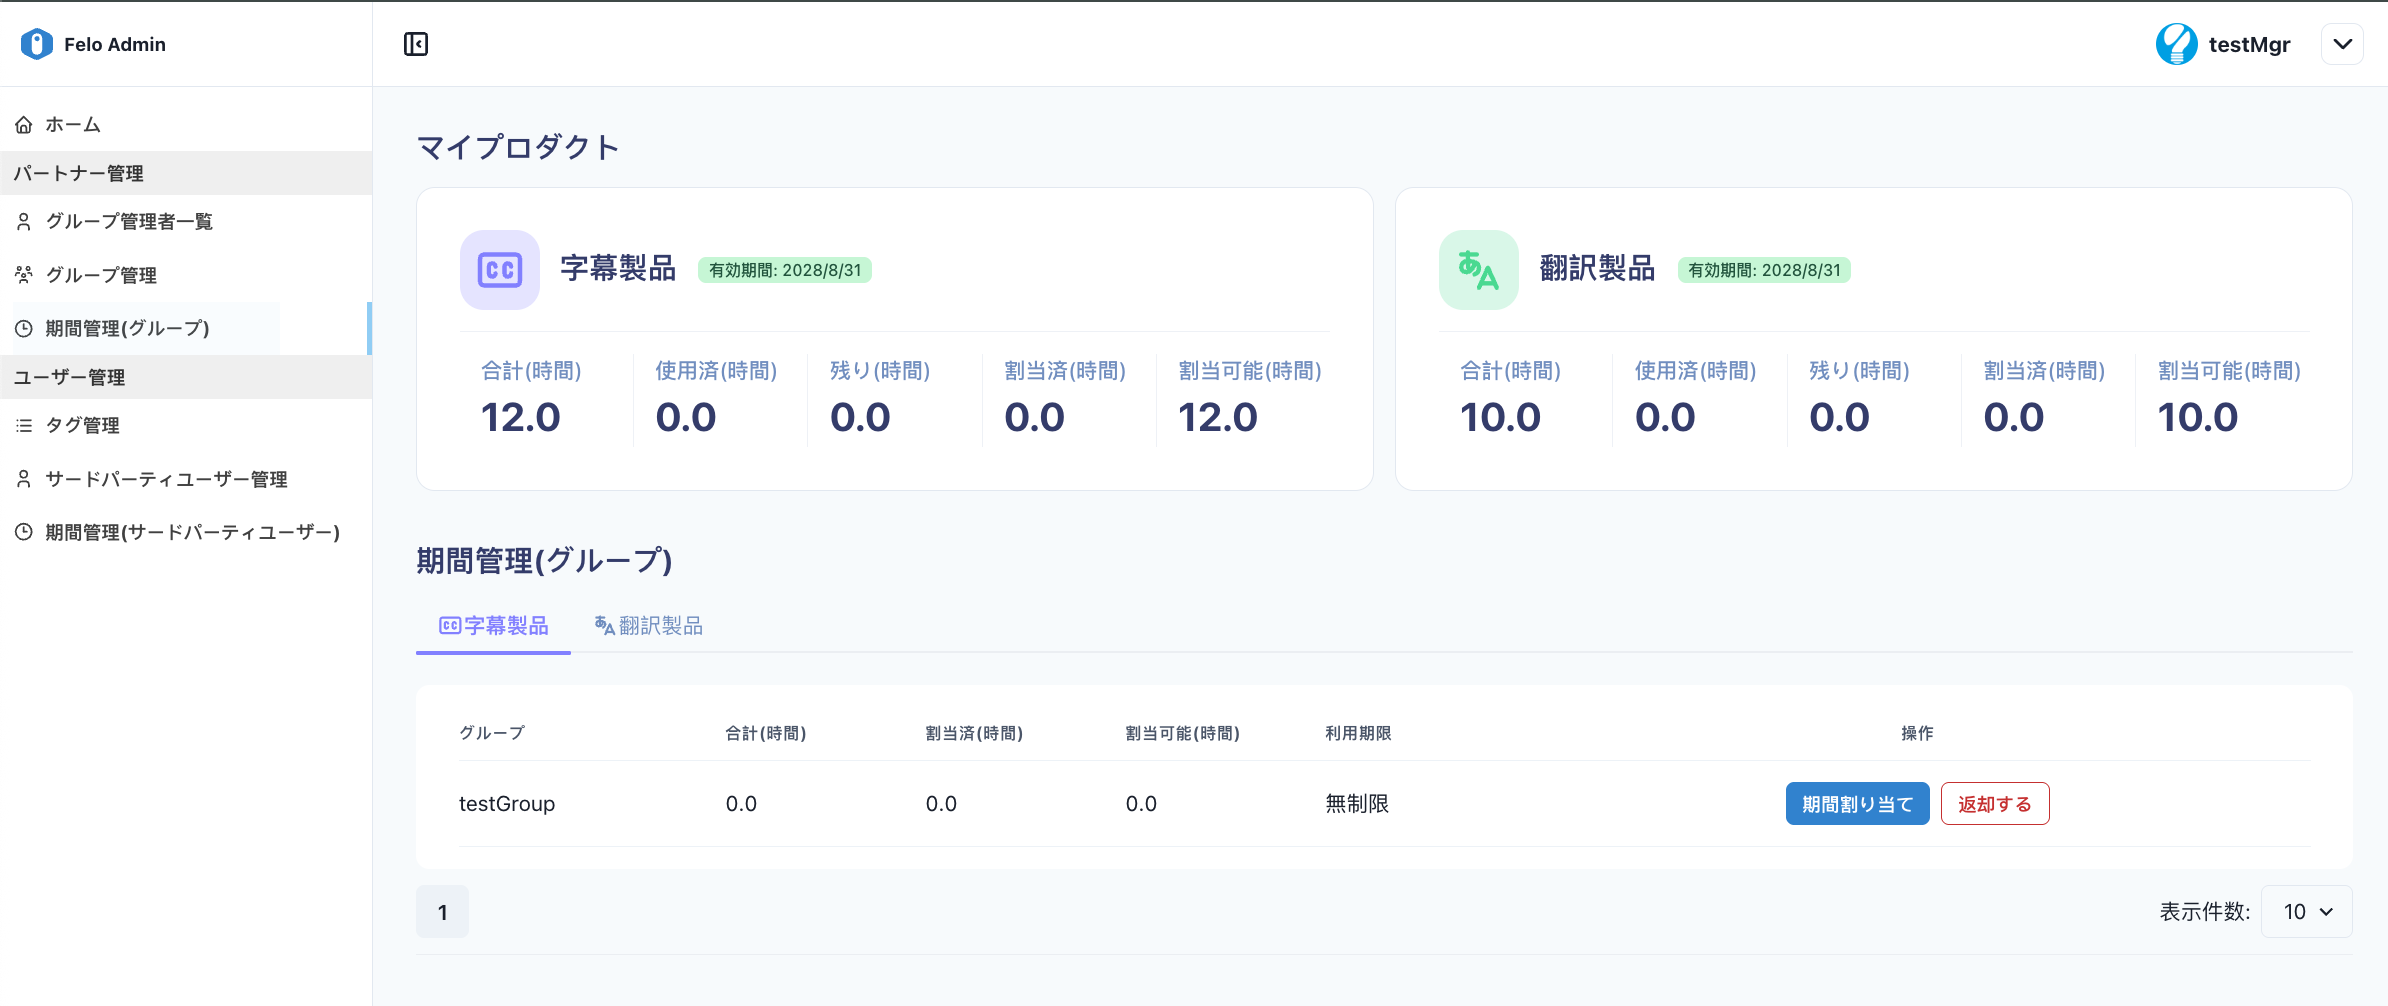 Felo Admin
testMgr
ホーム
パートナー管理
グループ管理者一覧
グループ管理
期間管理(グループ)
ユーザー管理
タグ管理
サードパーティユーザー管理
期間管理(サードパーティユーザー)
マイプロダクト
字幕製品 有効期間: 2028/8/31
合計(時間) 使用済(時間) 残り(時間) 割当済(時間) 割当可能(時間)
12.0 0.0 0.0 0.0 12.0
翻訳製品 有効期間: 2028/8/31
合計(時間) 使用済(時間) 残り(時間) 割当済(時間) 割当可能(時間)
10.0 0.0 0.0 0.0 10.0
期間管理(グループ)
字幕製品 翻訳製品
グループ 合計(時間) 割当済(時間) 割当可能(時間) 利用期限 操作
testGroup 0.0 0.0 0.0 無制限 期間割り当て 返却する
1 表示件数: 10